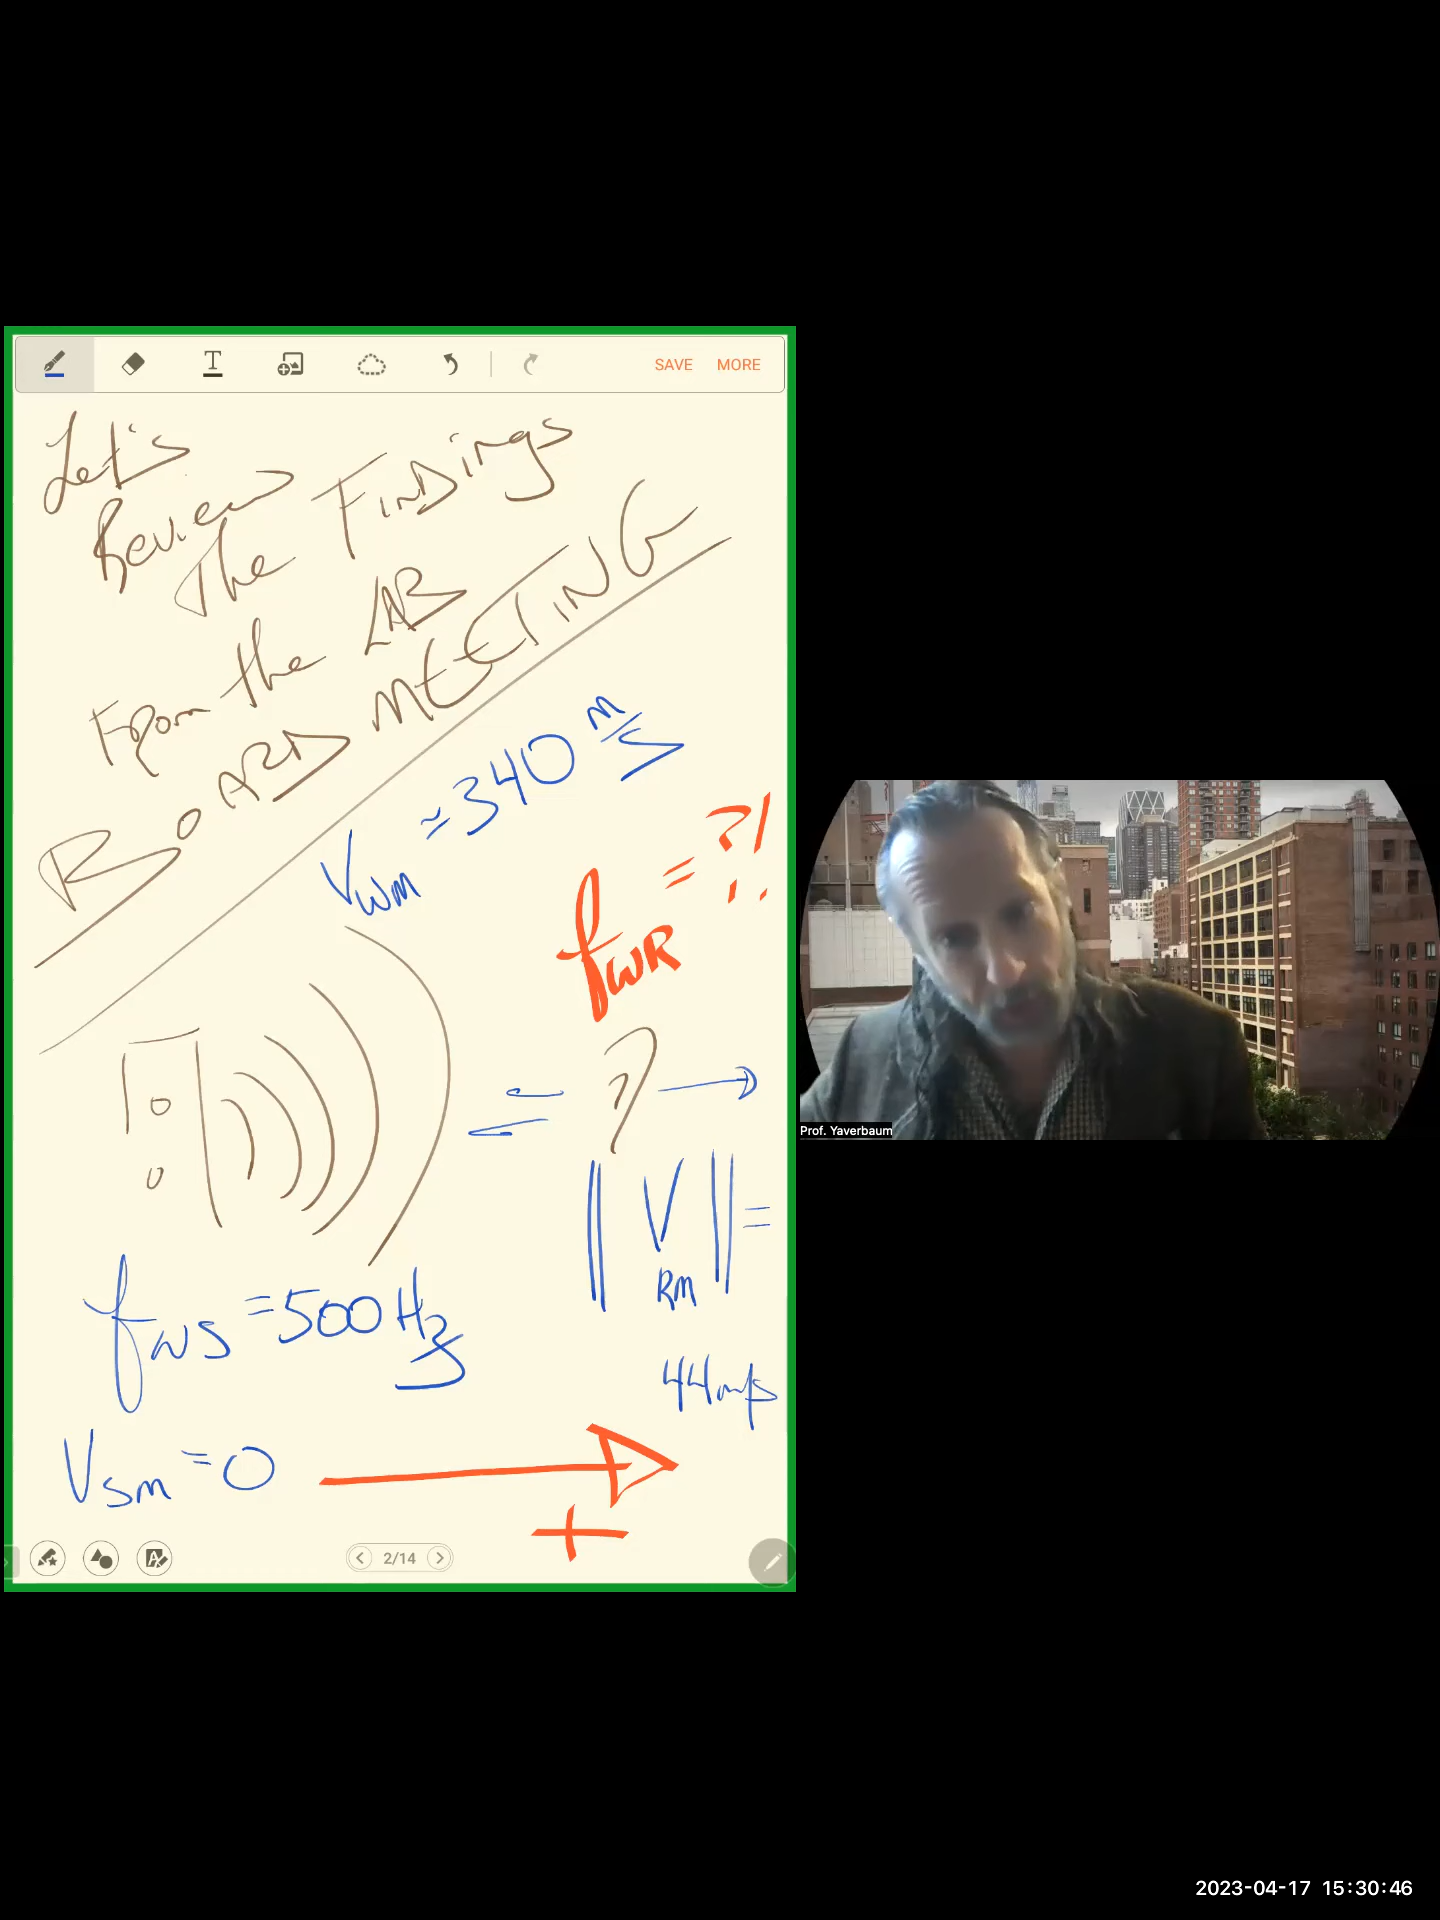 T
SAVE
MORE
Let's
Review
The Findings
From the LAB
BOARD MEETING
V_WM ≈ 340 m/s
f_WR = ?!
?
|| V_RM || =
44 m/s
f_WS = 500 Hz
V_SM = 0
+
2/14
Prof. Yaverbaum
2023-04-17 15:30:46